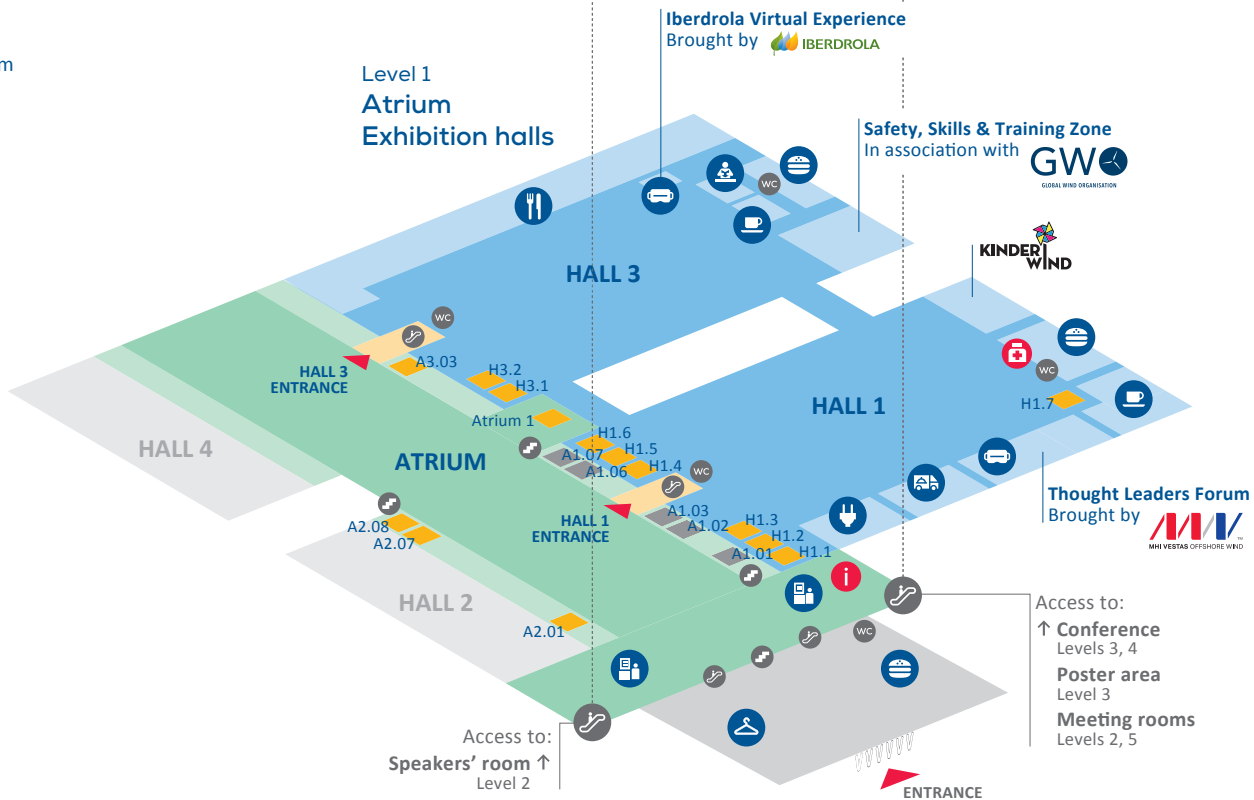 m
Iberdrola Virtual Experience
Brought by IBERDROLA
Level 1
Atrium
Exhibition halls
Safety, Skills & Training Zone
In association with GWO
GLOBAL WIND ORGANISATION
WC
KINDER
WIND
HALL 3
WC
A3.03
HALL 3
ENTRANCE
H3.2
H3.1
Atrium 1
WC
H1.7
HALL 1
HALL 4
ATRIUM
H1.6
H1.5
H1.4
A1.07
A1.06
WC
HALL 1
ENTRANCE
A1.03
A1.02
A1.01
H1.3
H1.2
H1.1
Thought Leaders Forum
Brought by
MHI VESTAS OFFSHORE WIND
TM
A2.08
A2.07
HALL 2
A2.01
i
WC
Access to:
↑ Conference
Levels 3, 4
Poster area
Level 3
Meeting rooms
Levels 2, 5
Access to:
Speakers' room ↑
Level 2
ENTRANCE